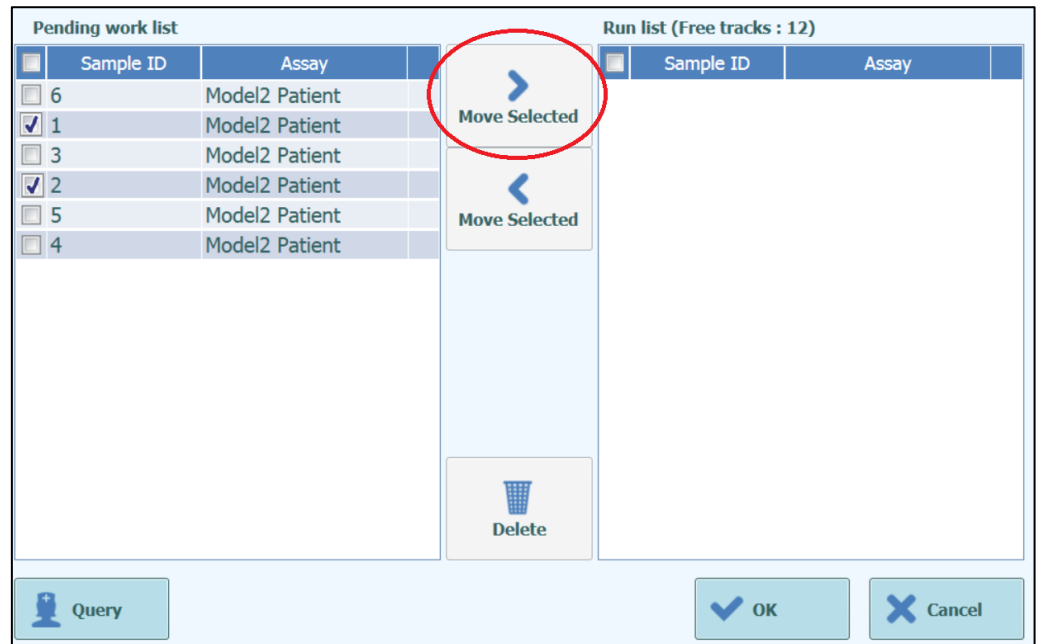 Pending work list
Run list (Free tracks : 12)
Sample ID Assay
Sample ID Assay
6 Model2 Patient
1 Model2 Patient
3 Model2 Patient
2 Model2 Patient
5 Model2 Patient
4 Model2 Patient
Move Selected
Move Selected
Delete
Query
OK
Cancel